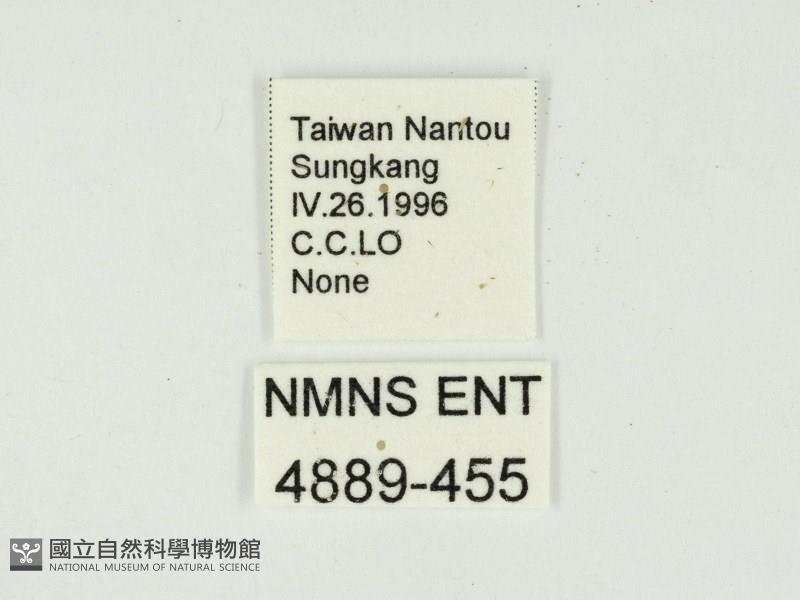 Taiwan Nantou
Sungkang
IV.26.1996
C.C.LO
None
NMNS ENT
4889-455
國立自然科學博物館
NATIONAL MUSEUM OF NATURAL SCIENCE